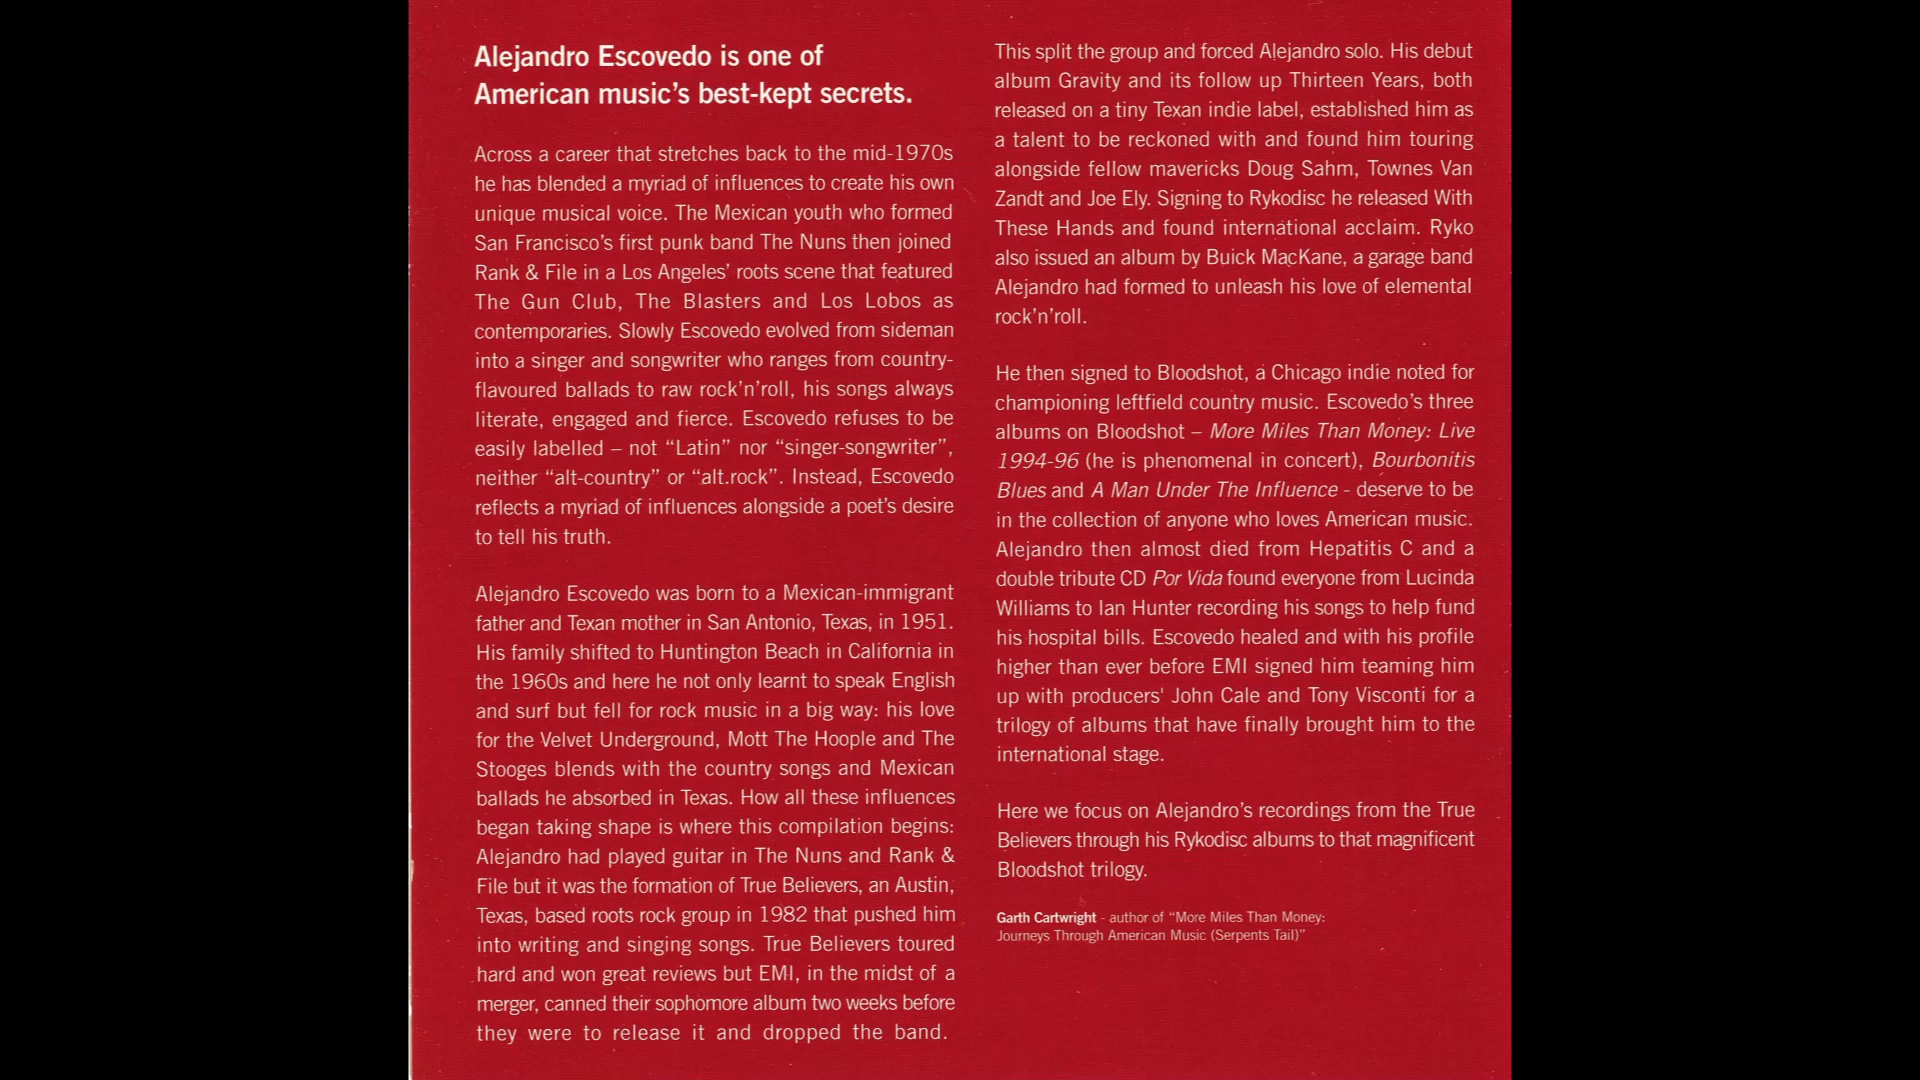 Alejandro Escovedo is one of
American music's best-kept secrets.
Across a career that stretches back to the mid-1970s
he has blended a myriad of influences to create his own
unique musical voice. The Mexican youth who formed
San Francisco's first punk band The Nuns then joined
Rank & File in a Los Angeles' roots scene that featured
The Gun Club, The Blasters and Los Lobos as
contemporaries. Slowly Escovedo evolved from sideman
into a singer and songwriter who ranges from country-
flavoured ballads to raw rock'n'roll, his songs always
literate, engaged and fierce. Escovedo refuses to be
easily labelled – not “Latin” nor “singer-songwriter”,
neither “alt-country” or “alt.rock”. Instead, Escovedo
reflects a myriad of influences alongside a poet's desire
to tell his truth.
Alejandro Escovedo was born to a Mexican-immigrant
father and Texan mother in San Antonio, Texas, in 1951.
His family shifted to Huntington Beach in California in
the 1960s and here he not only learnt to speak English
and surf but fell for rock music in a big way: his love
for the Velvet Underground, Mott The Hoople and The
Stooges blends with the country songs and Mexican
ballads he absorbed in Texas. How all these influences
began taking shape is where this compilation begins:
Alejandro had played guitar in The Nuns and Rank &
File but it was the formation of True Believers, an Austin,
Texas, based roots rock group in 1982 that pushed him
into writing and singing songs. True Believers toured
hard and won great reviews but EMI, in the midst of a
merger, canned their sophomore album two weeks before
they were to release it and dropped the band.
This split the group and forced Alejandro solo. His debut
album Gravity and its follow up Thirteen Years, both
released on a tiny Texan indie label, established him as
a talent to be reckoned with and found him touring
alongside fellow mavericks Doug Sahm, Townes Van
Zandt and Joe Ely. Signing to Rykodisc he released With
These Hands and found international acclaim. Ryko
also issued an album by Buick MacKane, a garage band
Alejandro had formed to unleash his love of elemental
rock'n'roll.
He then signed to Bloodshot, a Chicago indie noted for
championing leftfield country music. Escovedo's three
albums on Bloodshot – More Miles Than Money: Live
1994-96 (he is phenomenal in concert), Bourbonitis
Blues and A Man Under The Influence - deserve to be
in the collection of anyone who loves American music.
Alejandro then almost died from Hepatitis C and a
double tribute CD Por Vida found everyone from Lucinda
Williams to Ian Hunter recording his songs to help fund
his hospital bills. Escovedo healed and with his profile
higher than ever before EMI signed him teaming him
up with producers' John Cale and Tony Visconti for a
trilogy of albums that have finally brought him to the
international stage.
Here we focus on Alejandro's recordings from the True
Believers through his Rykodisc albums to that magnificent
Bloodshot trilogy.
Garth Cartwright - author of “More Miles Than Money:
Journeys Through American Music (Serpents Tail)”